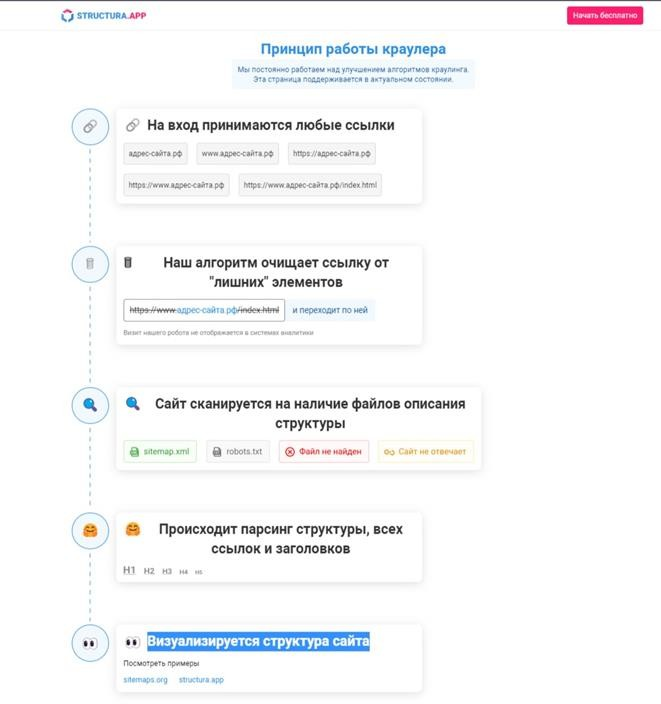 STRUCTURA.APP
Начать бесплатно
Принцип работы краулера
Мы постоянно работаем над улучшением алгоритмов краулинга.
Эта страница поддерживается в актуальном состоянии.
На вход принимаются любые ссылки
адрес-сайта.рф www.адрес-сайта.рф https://адрес-сайта.рф
https://www.адрес-сайта.рф https://www.адрес-сайта.рф/index.html
Наш алгоритм очищает ссылку от
"лишних" элементов
https://www.адрес-сайта.рф/index.html и переходит по ней
Визит нашего робота не отображается в системах аналитики
Сайт сканируется на наличие файлов описания
структуры
sitemap.xml robots.txt Файл не найден Сайт не отвечает
Происходит парсинг структуры, всех
ссылок и заголовков
H1 H2 H3 H4 H5
Визуализируется структура сайта
Посмотреть примеры
sitemaps.org structura.app